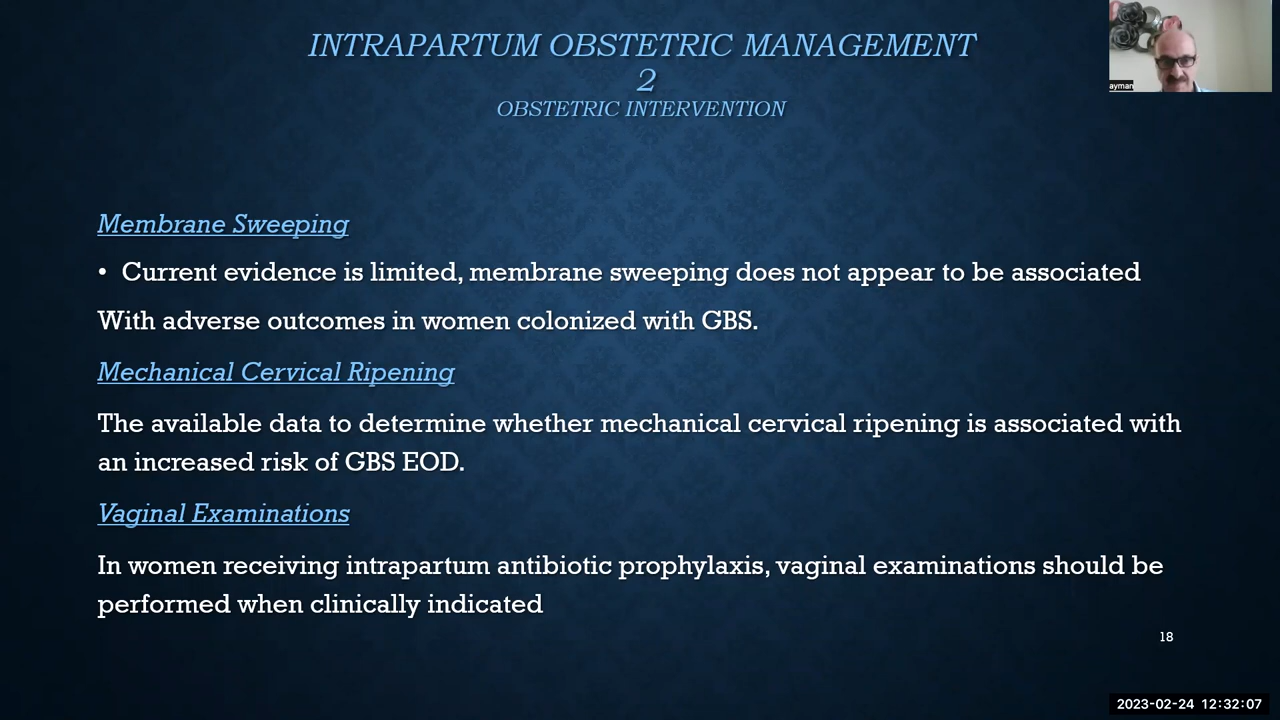 INTRAPARTUM OBSTETRIC MANAGEMENT
2
OBSTETRIC INTERVENTION
ayman
Membrane Sweeping
• Current evidence is limited, membrane sweeping does not appear to be associated
With adverse outcomes in women colonized with GBS.
Mechanical Cervical Ripening
The available data to determine whether mechanical cervical ripening is associated with
an increased risk of GBS EOD.
Vaginal Examinations
In women receiving intrapartum antibiotic prophylaxis, vaginal examinations should be
performed when clinically indicated
18
2023-02-24 12:32:07